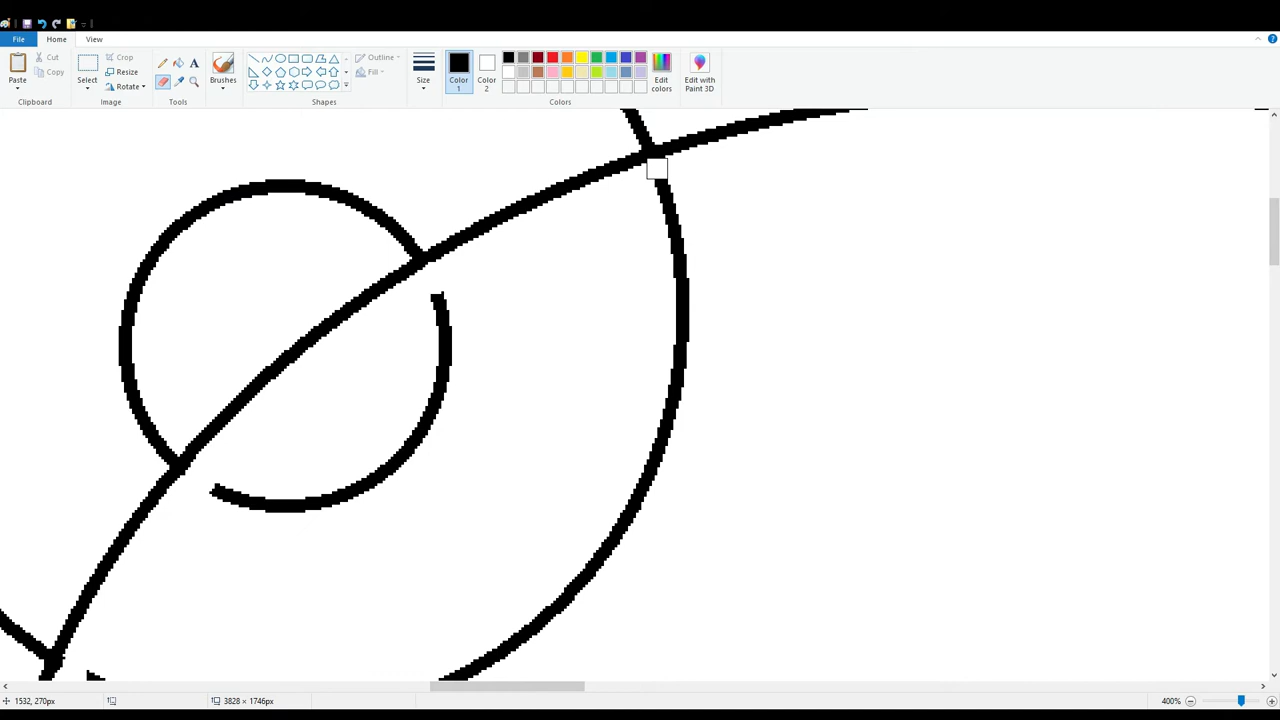 File Home View
Paste
Cut
Copy
Clipboard
Select
Crop
Resize
Rotate
Image
A
Tools
Brushes
Shapes
Outline
Fill
Size
Color 1
Color 2
Edit colors
Colors
Edit with Paint 3D
1532, 270px 3828 × 1746px 400%